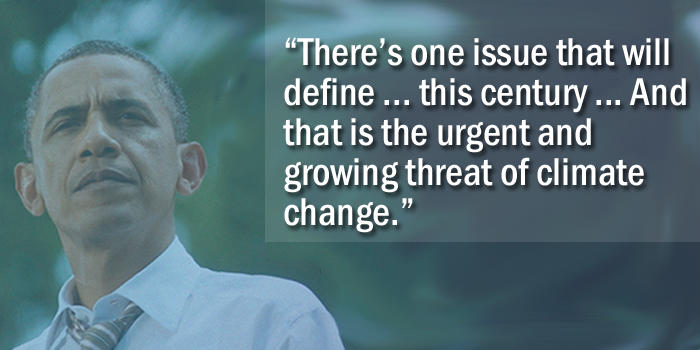 “There’s one issue that will
define ... this century ... And
that is the urgent and
growing threat of climate
change.”